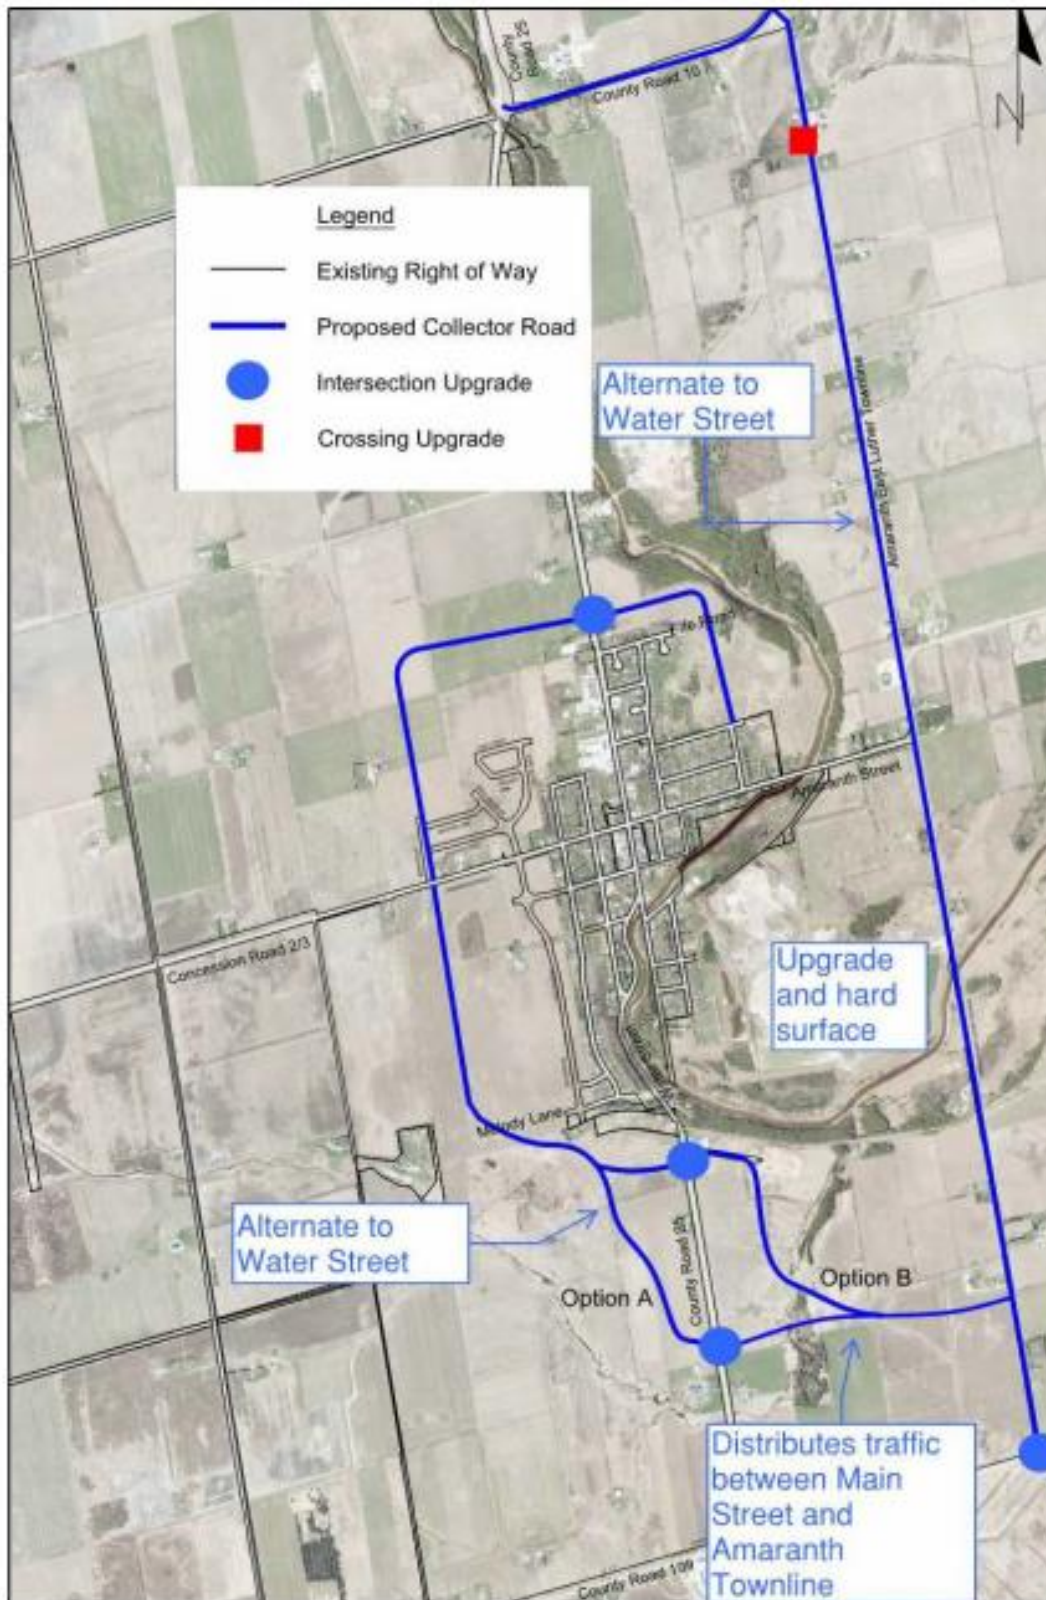 County
Road 25
County Road 10
N
Legend
Existing Right of Way
Proposed Collector Road
Intersection Upgrade
Crossing Upgrade
Alternate to
Water Street
Amaranth East Luther Townline
Amaranth Street
Concession Road 2/3
Upgrade
and hard
surface
Melody Lane
Alternate to
Water Street
County Road 25
Option A
Option B
Distributes traffic
between Main
Street and
Amaranth
Townline
County Road 109